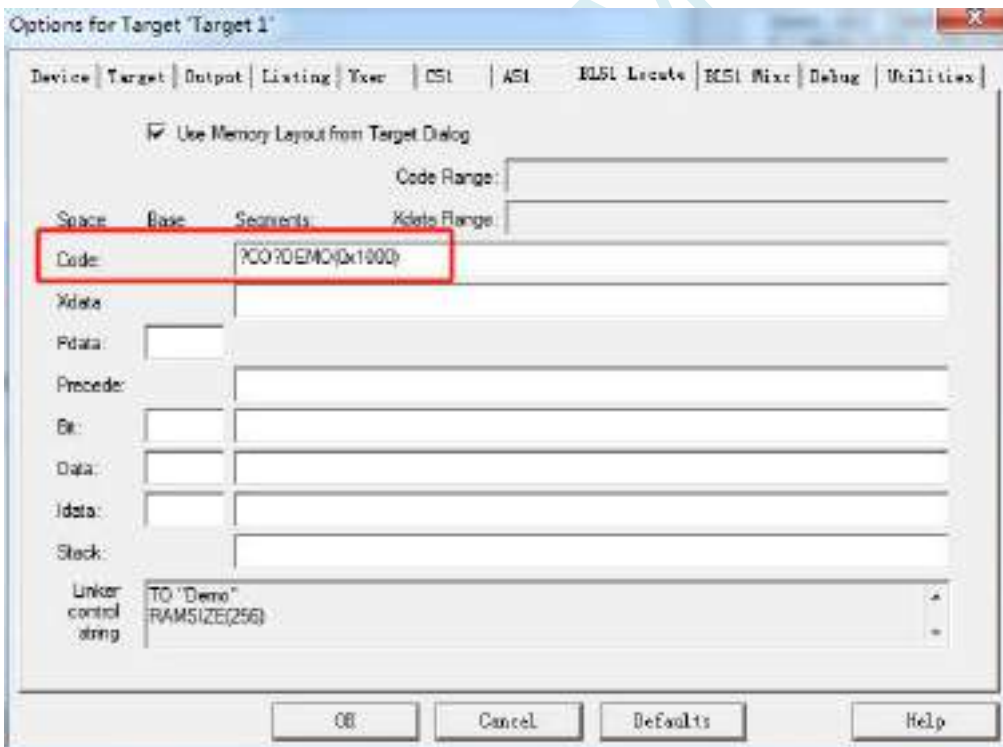 Options for Target 'Target 1'
Device Target Output Listing User C51 A51 BL51 Locate BL51 Misc Debug Utilities
Use Memory Layout from Target Dialog
Code Range:
Space Base Segments: Xdata Range:
Code: ?CO?DEMO(0x1000)
Xdata:
Pdata:
Precede:
Bit:
Data:
Idata:
Stack:
Linker control string
TO "Demo"
RAMSIZE(256)
OK Cancel Defaults Help